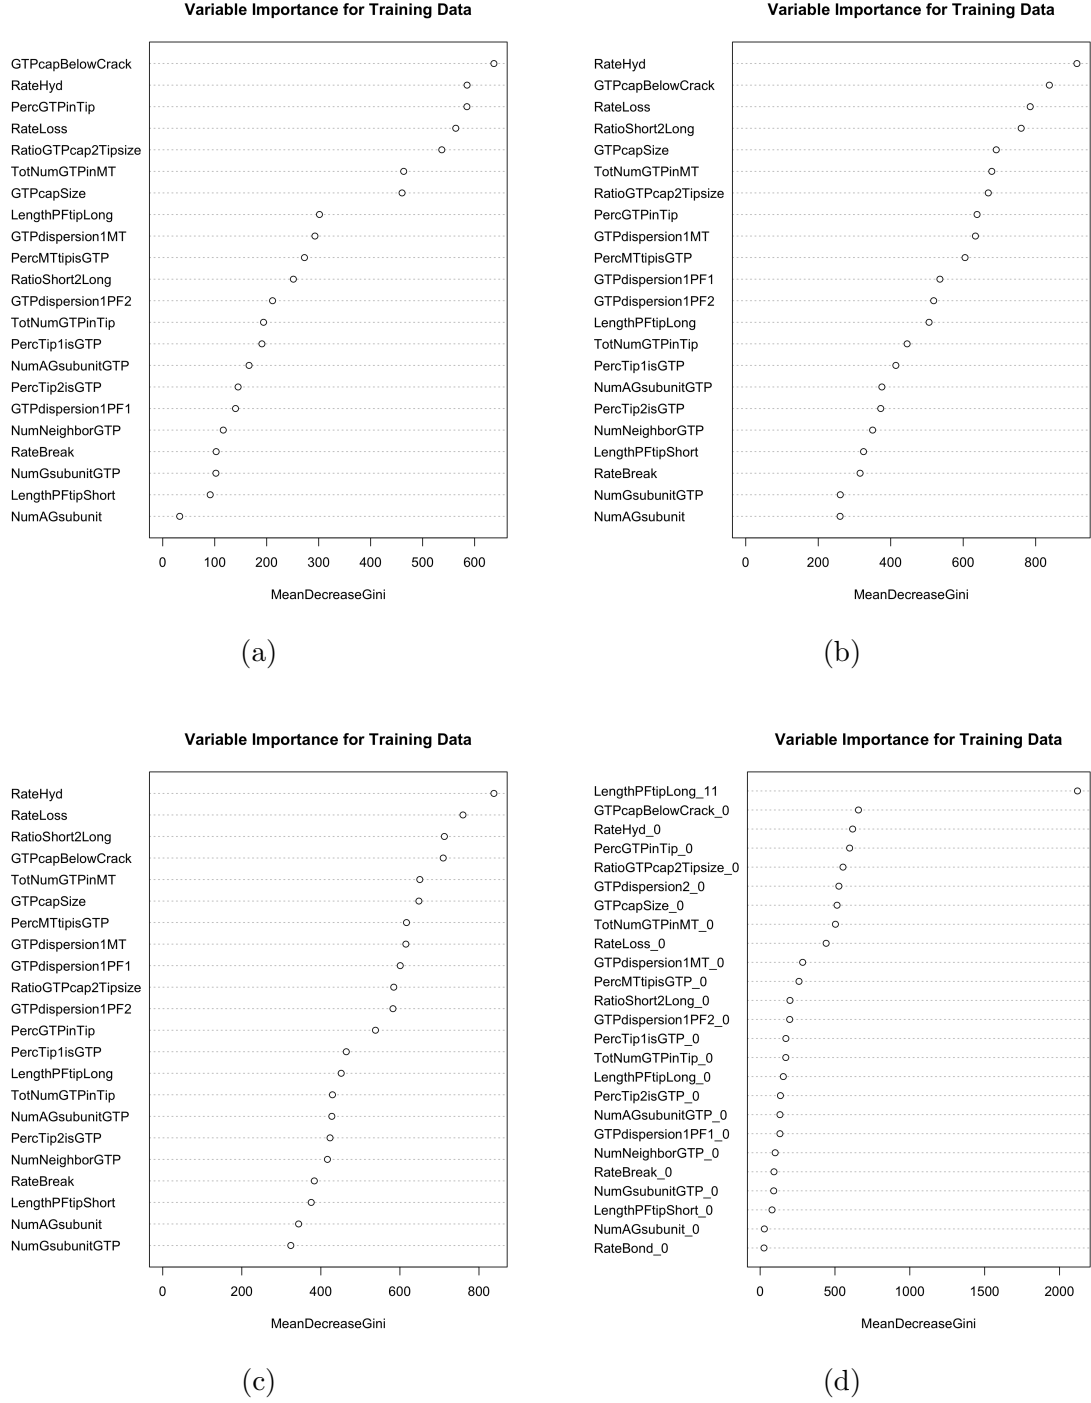 Variable Importance for Training Data
GTPcapBelowCrack
RateHyd
PercGTPinTip
RateLoss
RatioGTPcap2Tipsize
TotNumGTPinMT
GTPcapSize
LengthPFtipLong
GTPdispersion1MT
PercMTtipisGTP
RatioShort2Long
GTPdispersion1PF2
TotNumGTPinTip
PercTip1isGTP
NumAGsubunitGTP
PercTip2isGTP
GTPdispersion1PF1
NumNeighborGTP
RateBreak
NumGsubunitGTP
LengthPFtipShort
NumAGsubunit
0 100 200 300 400 500 600
MeanDecreaseGini
(a)
Variable Importance for Training Data
RateHyd
GTPcapBelowCrack
RateLoss
RatioShort2Long
GTPcapSize
TotNumGTPinMT
RatioGTPcap2Tipsize
PercGTPinTip
GTPdispersion1MT
PercMTtipisGTP
GTPdispersion1PF1
GTPdispersion1PF2
LengthPFtipLong
TotNumGTPinTip
PercTip1isGTP
NumAGsubunitGTP
PercTip2isGTP
NumNeighborGTP
LengthPFtipShort
RateBreak
NumGsubunitGTP
NumAGsubunit
0 200 400 600 800
MeanDecreaseGini
(b)
Variable Importance for Training Data
RateHyd
RateLoss
RatioShort2Long
GTPcapBelowCrack
TotNumGTPinMT
GTPcapSize
PercMTtipisGTP
GTPdispersion1MT
GTPdispersion1PF1
RatioGTPcap2Tipsize
GTPdispersion1PF2
PercGTPinTip
PercTip1isGTP
LengthPFtipLong
TotNumGTPinTip
NumAGsubunitGTP
PercTip2isGTP
NumNeighborGTP
RateBreak
LengthPFtipShort
NumAGsubunit
NumGsubunitGTP
0 200 400 600 800
MeanDecreaseGini
(c)
Variable Importance for Training Data
LengthPFtipLong_11
GTPcapBelowCrack_0
RateHyd_0
PercGTPinTip_0
RatioGTPcap2Tipsize_0
GTPdispersion2_0
GTPcapSize_0
TotNumGTPinMT_0
RateLoss_0
GTPdispersion1MT_0
PercMTtipisGTP_0
RatioShort2Long_0
GTPdispersion1PF2_0
PercTip1isGTP_0
TotNumGTPinTip_0
LengthPFtipLong_0
PercTip2isGTP_0
NumAGsubunitGTP_0
GTPdispersion1PF1_0
NumNeighborGTP_0
RateBreak_0
NumGsubunitGTP_0
LengthPFtipShort_0
NumAGsubunit_0
RateBond_0
0 500 1000 1500 2000
MeanDecreaseGini
(d)